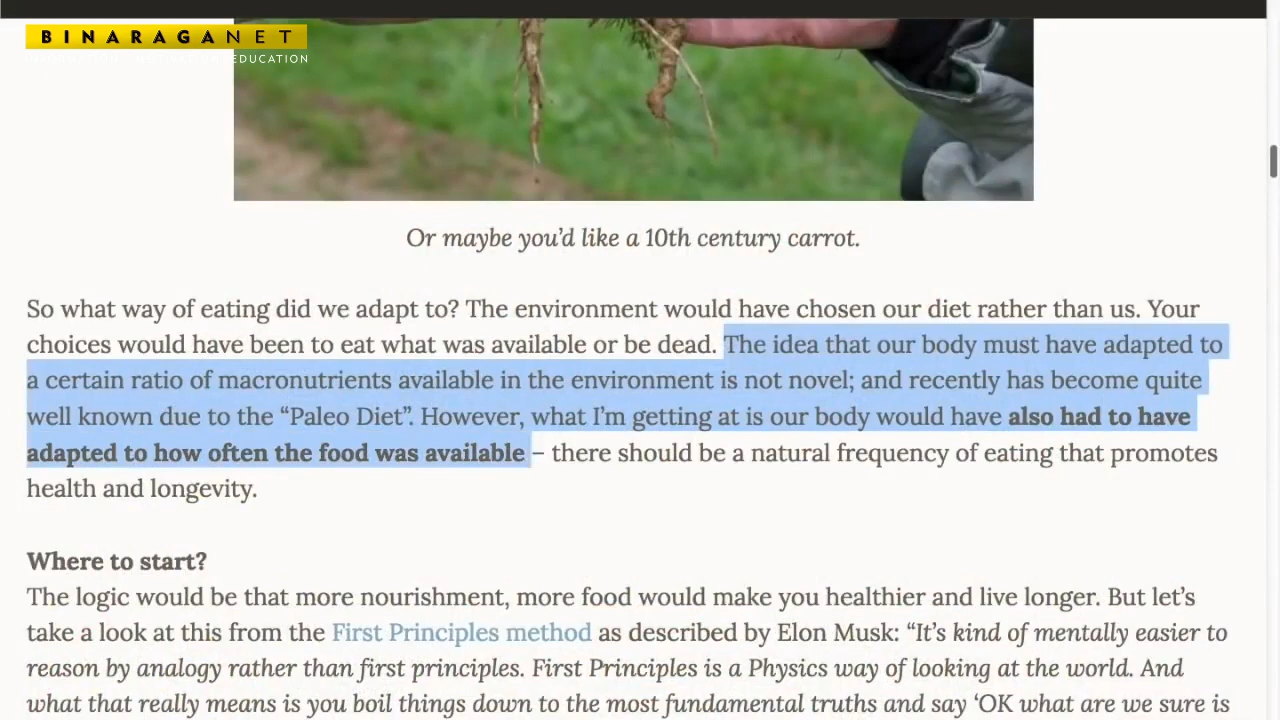 BINARAGANET
EDUCATION
Or maybe you’d like a 10th century carrot.
So what way of eating did we adapt to? The environment would have chosen our diet rather than us. Your
choices would have been to eat what was available or be dead. The idea that our body must have adapted to
a certain ratio of macronutrients available in the environment is not novel; and recently has become quite
well known due to the “Paleo Diet”. However, what I’m getting at is our body would have also had to have
adapted to how often the food was available – there should be a natural frequency of eating that promotes
health and longevity.
Where to start?
The logic would be that more nourishment, more food would make you healthier and live longer. But let’s
take a look at this from the First Principles method as described by Elon Musk: “It’s kind of mentally easier to
reason by analogy rather than first principles. First Principles is a Physics way of looking at the world. And
what that really means is you boil things down to the most fundamental truths and say ‘OK what are we sure is